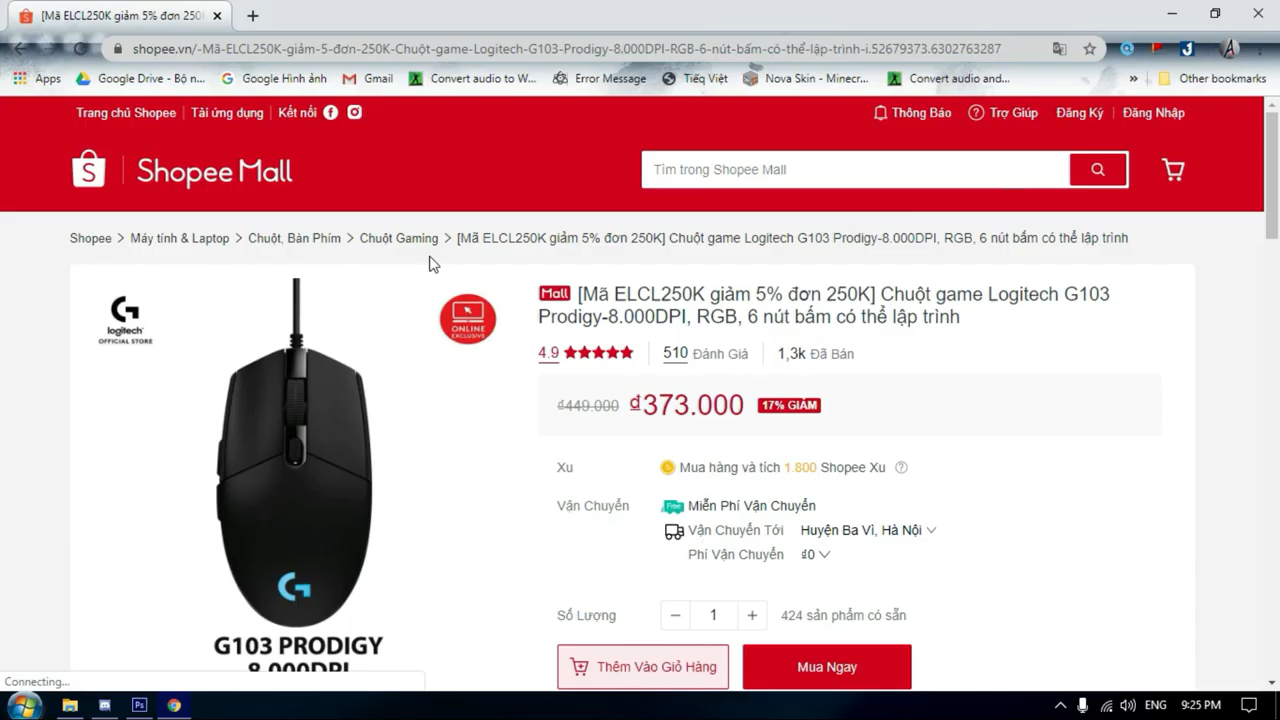 [Mã ELCL250K giảm 5% đơn 250K
shopee.vn/-Mã-ELCL250K-giảm-5-đơn-250K-Chuột-game-Logitech-G103-Prodigy-8.000DPI-RGB-6-nút-bấm-có-thể-lập-trình-i.52679373.6302763287
Apps
Google Drive - Bộ n...
Google Hình ảnh
Gmail
Convert audio to W...
Error Message
Tiếq Việt
Nova Skin - Minecr...
Convert audio and...
»
Other bookmarks
Trang chủ Shopee
Tải ứng dụng
Kết nối
Thông Báo
Trợ Giúp
Đăng Ký
Đăng Nhập
Shopee Mall
Tìm trong Shopee Mall
Shopee > Máy tính & Laptop > Chuột, Bàn Phím > Chuột Gaming > [Mã ELCL250K giảm 5% đơn 250K] Chuột game Logitech G103 Prodigy-8.000DPI, RGB, 6 nút bấm có thể lập trình
logitech
OFFICIAL STORE
ONLINE
EXCLUSIVE
G103 PRODIGY
8.000DPI
Mall [Mã ELCL250K giảm 5% đơn 250K] Chuột game Logitech G103
Prodigy-8.000DPI, RGB, 6 nút bấm có thể lập trình
4.9
510 Đánh Giá
1,3k Đã Bán
₫449.000 ₫373.000 17% GIẢM
Xu
Mua hàng và tích 1.800 Shopee Xu
Vận Chuyển
Free Miễn Phí Vận Chuyển
Vận Chuyển Tới Huyện Ba Vì, Hà Nội
Phí Vận Chuyển ₫0
Số Lượng
− 1 +
424 sản phẩm có sẵn
Thêm Vào Giỏ Hàng
Mua Ngay
Connecting...
Ps
ENG
9:25 PM